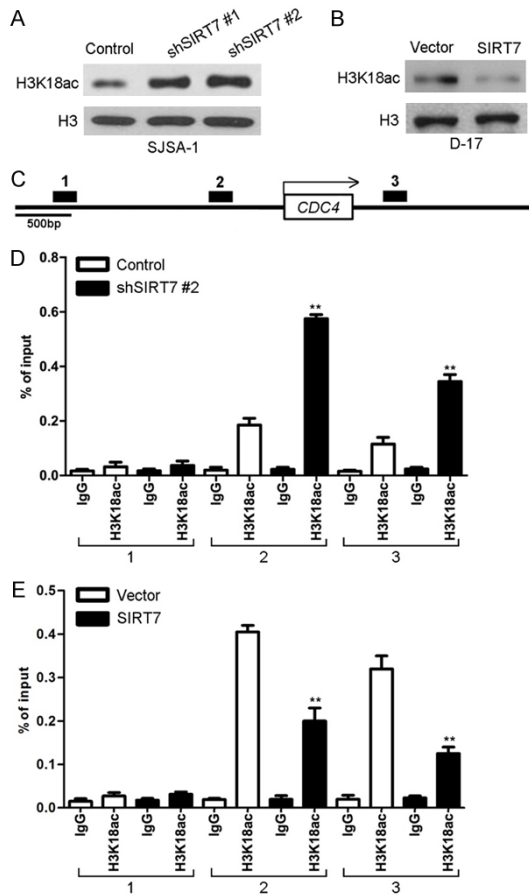 A
Control shSIRT7 #1 shSIRT7 #2
H3K18ac
H3
SJSA-1
B
Vector SIRT7
H3K18ac
H3
D-17
C
1 2 3
500bp
CDC4
D
Control
shSIRT7 #2
% of input
0.8
0.6
0.4
0.2
0.0
** **
IgG H3K18ac IgG H3K18ac IgG H3K18ac IgG H3K18ac IgG H3K18ac IgG H3K18ac
1 2 3
E
Vector
SIRT7
% of input
0.5
0.4
0.3
0.2
0.1
0.0
** **
IgG H3K18ac IgG H3K18ac IgG H3K18ac IgG H3K18ac IgG H3K18ac IgG H3K18ac
1 2 3